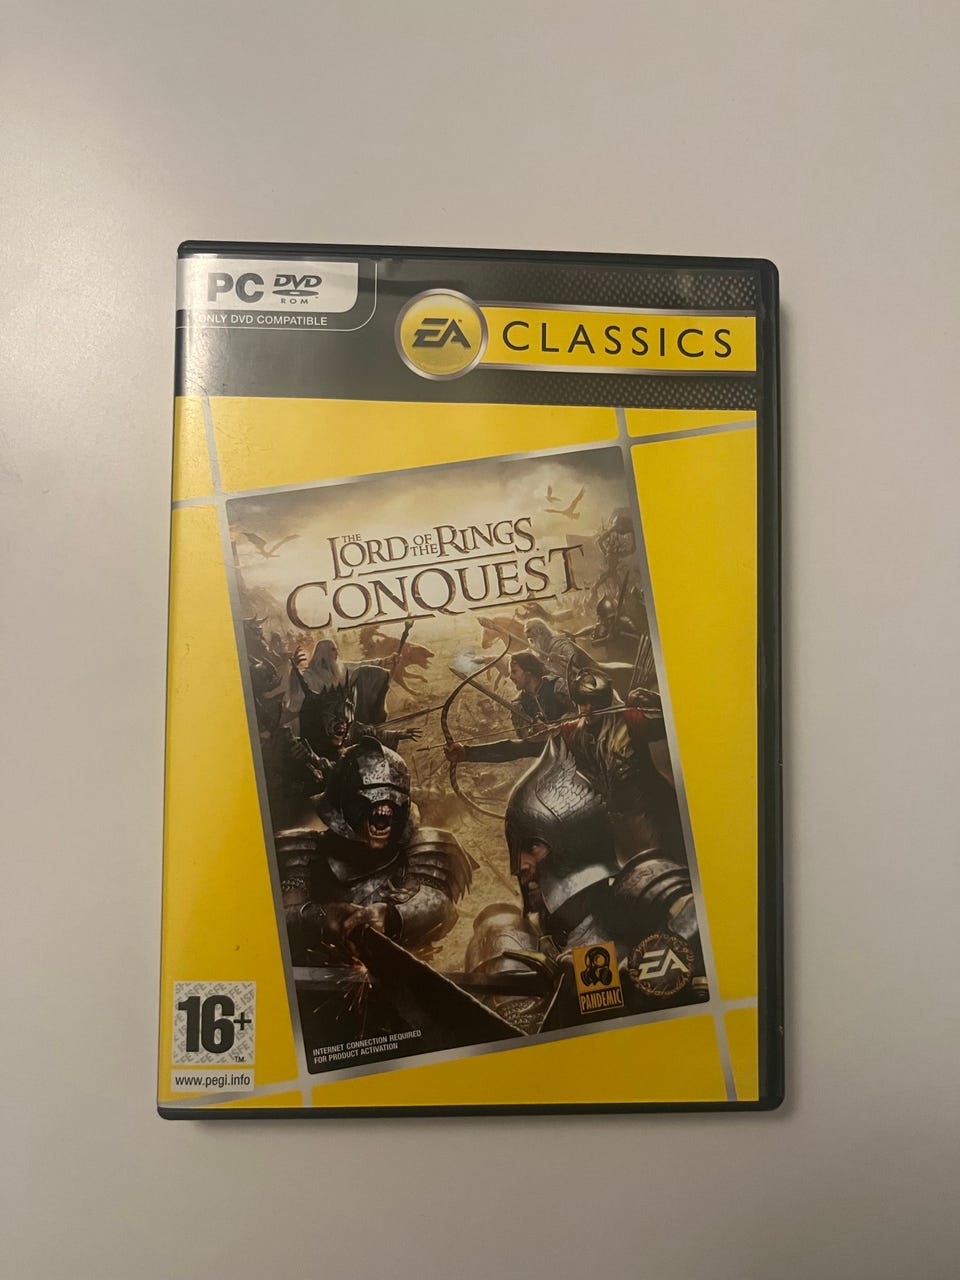 PC DVD
ROM
ONLY DVD COMPATIBLE
EA CLASSICS
THE
LORD OF THE RINGS
CONQUEST
PANDEMIC
EA
INTERNET CONNECTION REQUIRED
FOR PRODUCT ACTIVATION
16+
TM
www.pegi.info